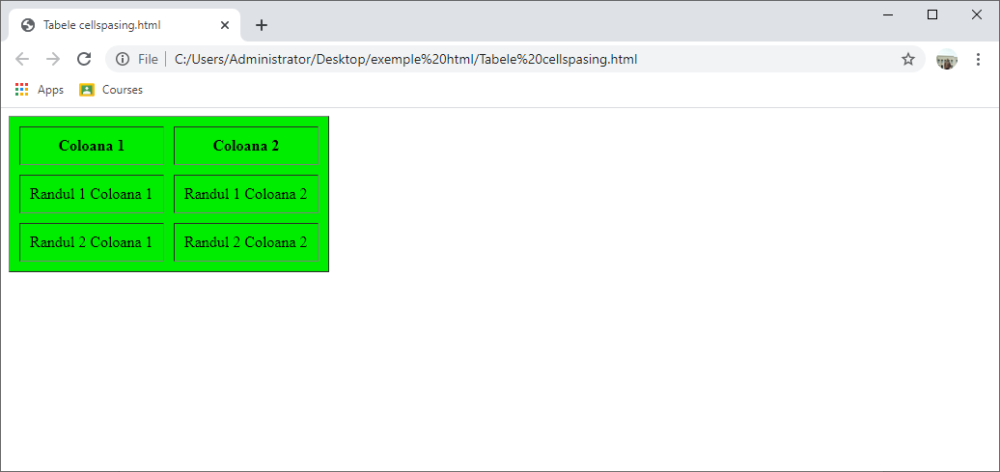 Tabele cellspasing.html
File C:/Users/Administrator/Desktop/exemple%20html/Tabele%20cellspasing.html
Apps Courses
Coloana 1 Coloana 2
Randul 1 Coloana 1 Randul 1 Coloana 2
Randul 2 Coloana 1 Randul 2 Coloana 2